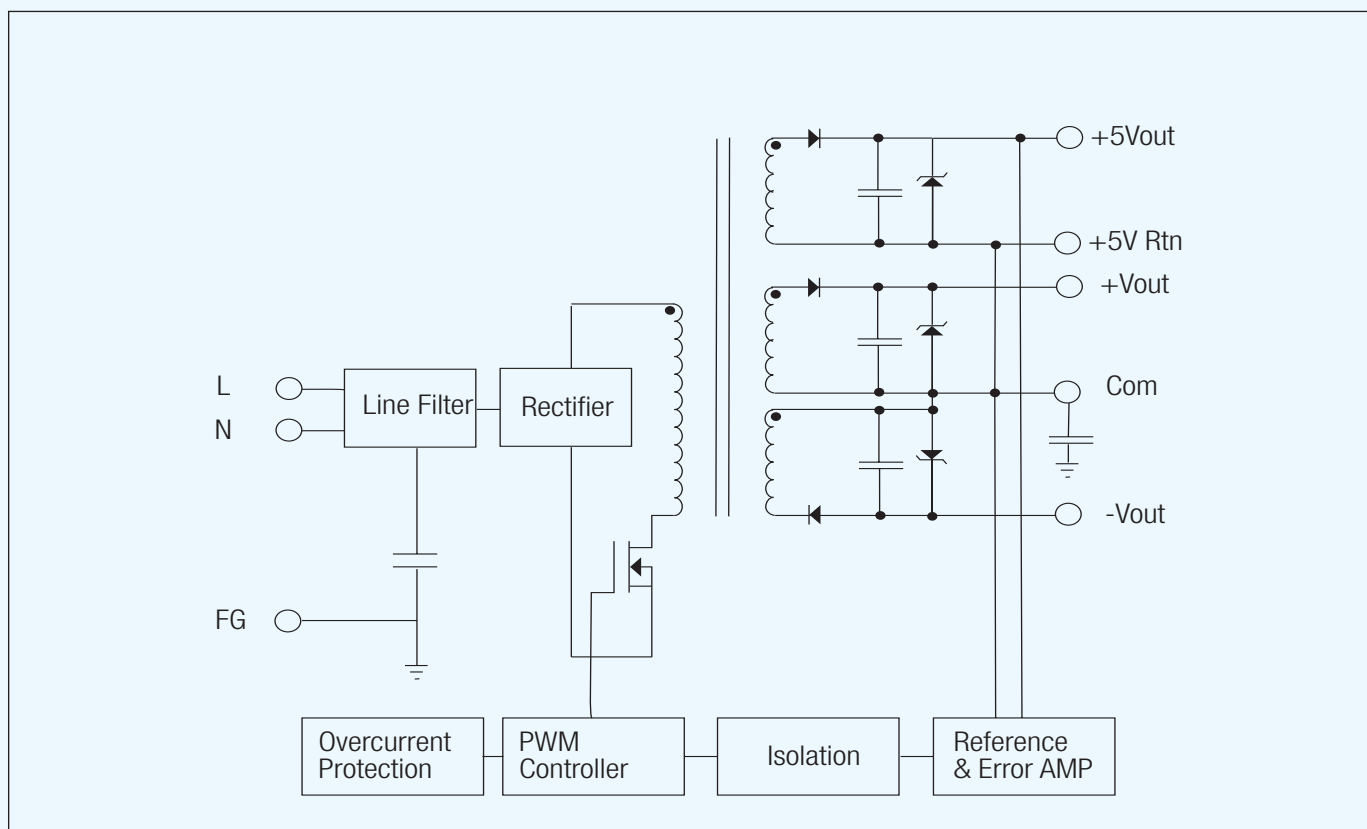 +5Vout
+5V Rtn
+Vout
L
Line Filter
Rectifier
Com
N
-Vout
FG
Overcurrent
Protection
PWM
Controller
Isolation
Reference
& Error AMP